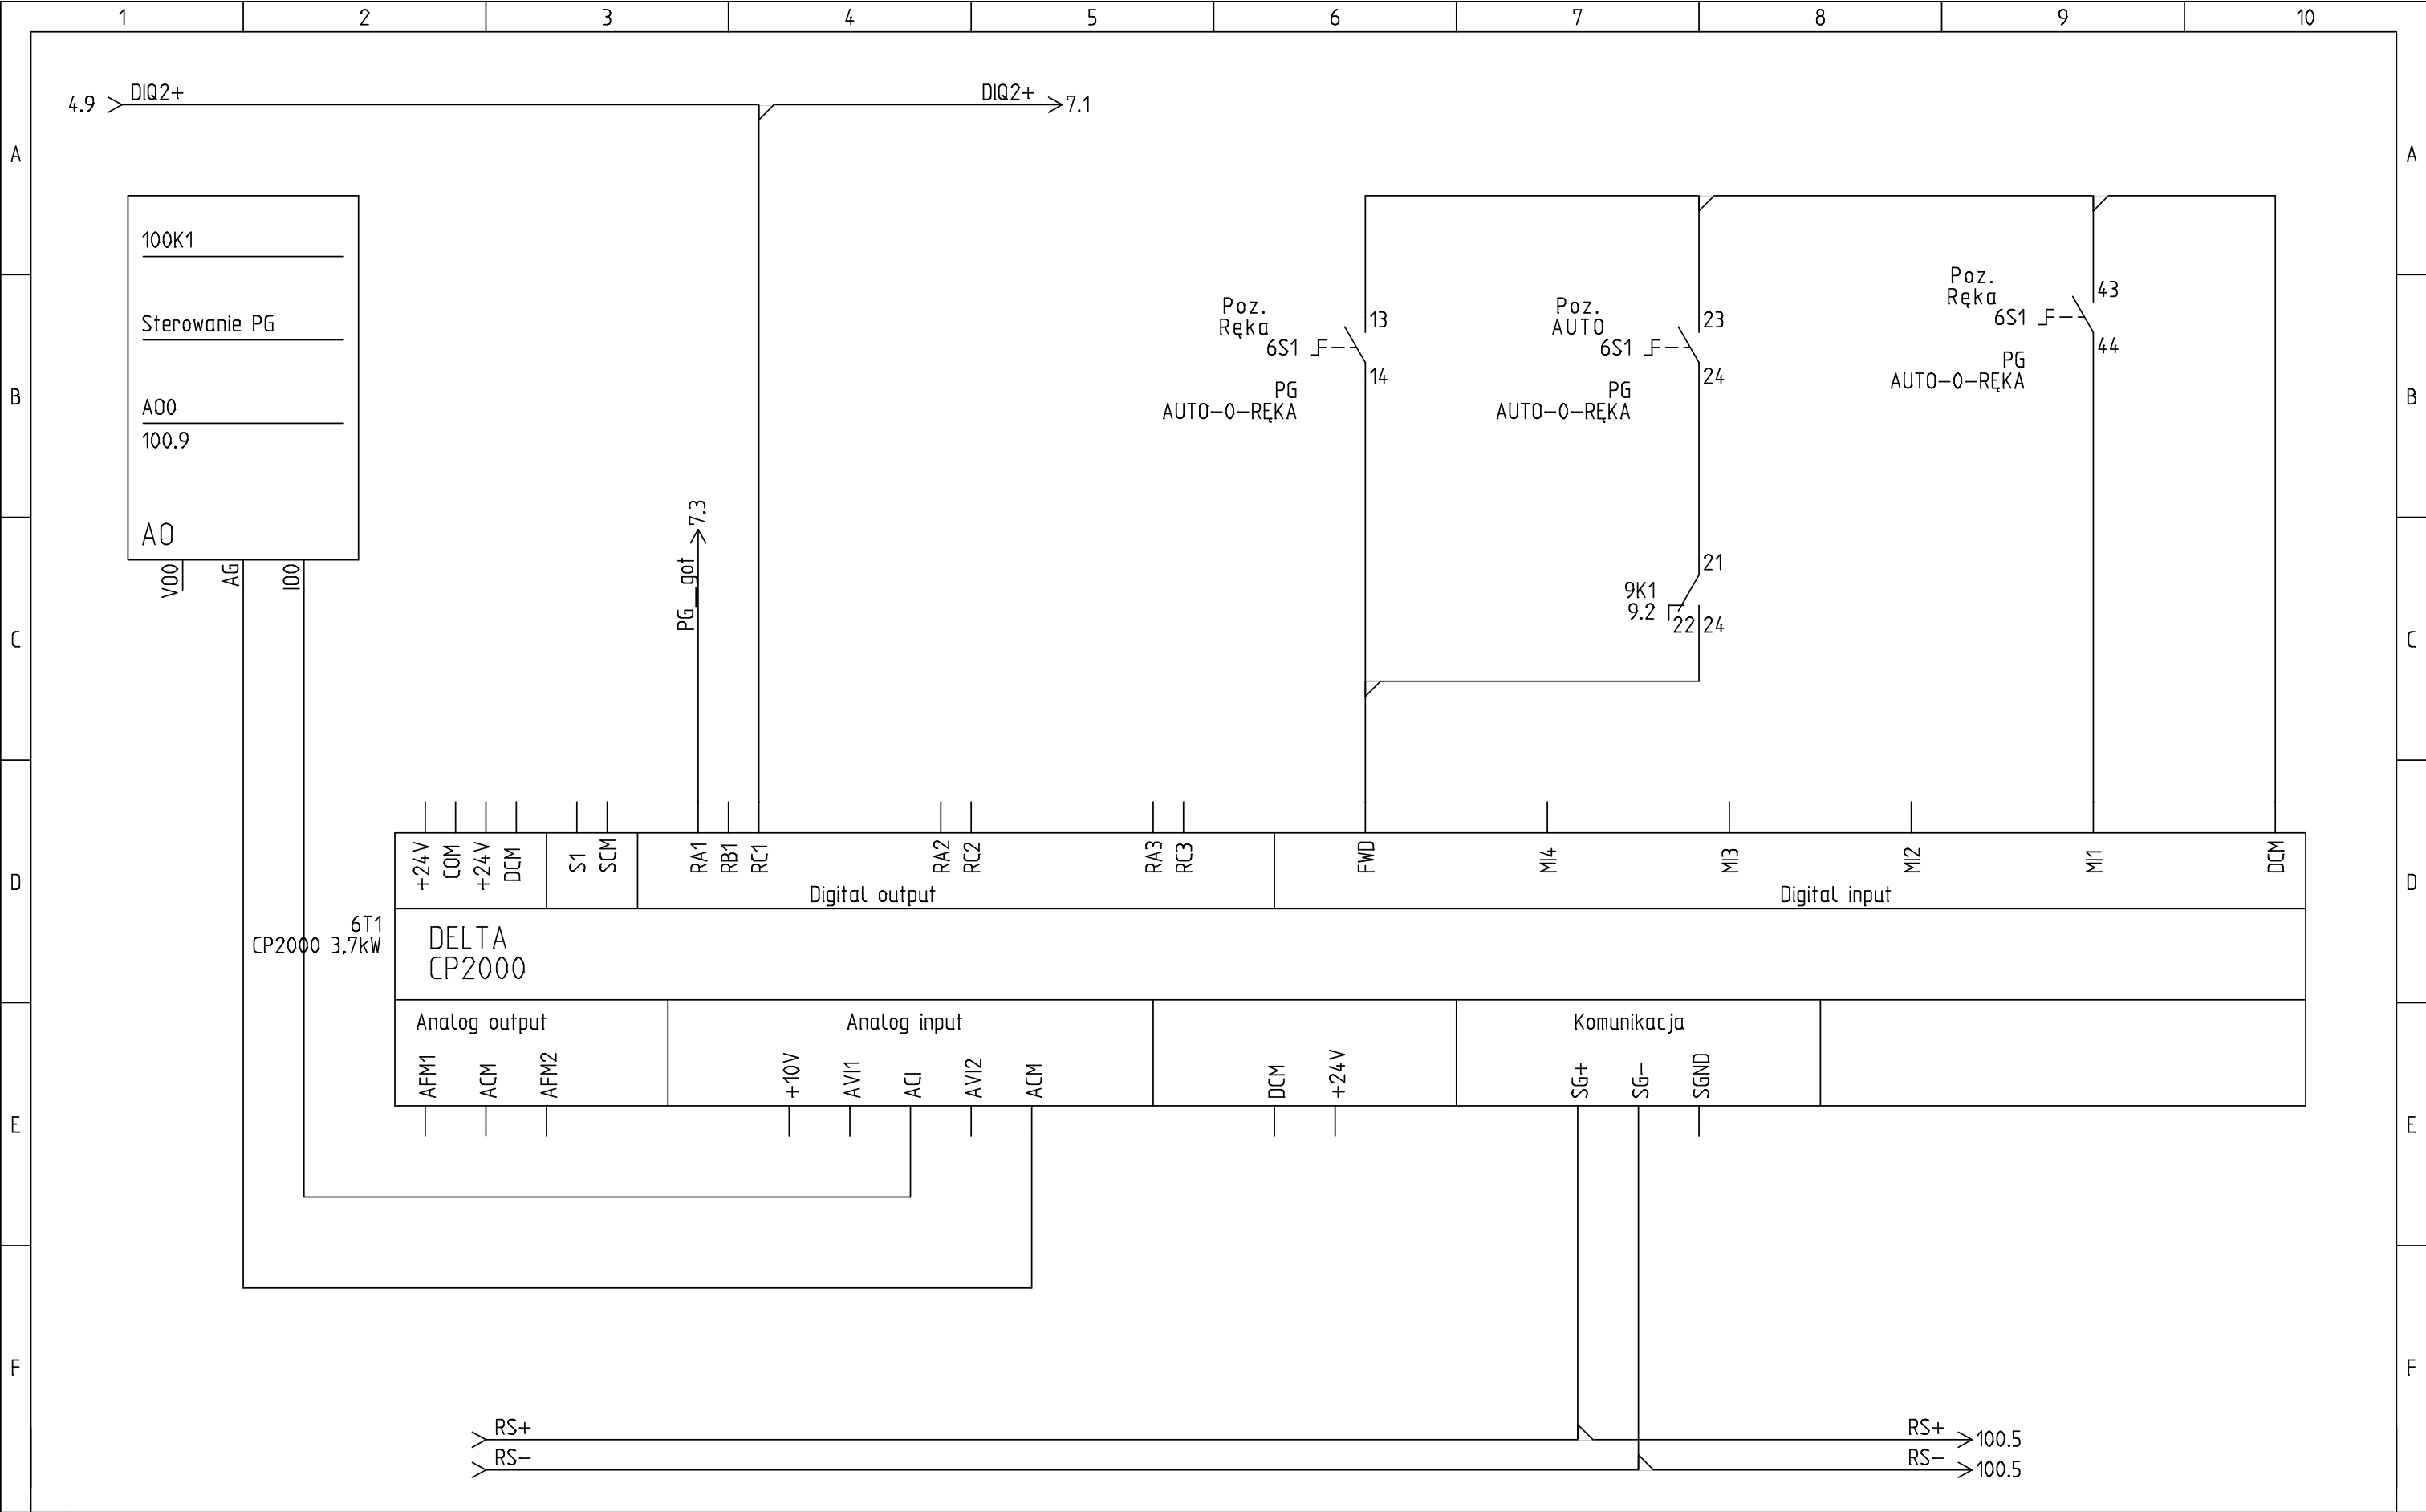 1 2 3 4 5 6 7 8 9 10
4.9 DIQ2+ DIQ2+ 7.1
A A
100K1
Sterowanie PG
AO0
100.9
AO
VO0 AG IO0
Poz.
Ręka
6S1
13
14
PG
AUTO-0-RĘKA
Poz.
AUTO
6S1
23
24
PG
AUTO-0-RĘKA
Poz.
Ręka
6S1
43
44
PG
AUTO-0-RĘKA
B B
PG_got 7.3
21
9K1
9.2
22 24
C C
+24V COM +24V DCM S1 SCM RA1 RB1 RC1 RA2 RC2 RA3 RC3 FWD MI4 MI3 MI2 MI1 DCM
Digital output Digital input
D D
6T1
CP2000 3,7kW
DELTA
CP2000
Analog output Analog input Komunikacja
AFM1 ACM AFM2 +10V AVI1 ACI AVI2 ACM DCM +24V SG+ SG- SGND
E E
F F
RS+ RS+ 100.5
RS- RS- 100.5